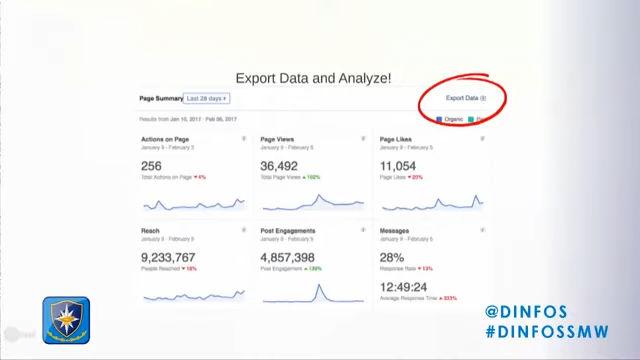 Export Data and Analyze!
Page Summary Last 28 days
Export Data
Results from Jan 10, 2017 - Feb 06, 2017
Organic
Actions on Page
January 9 - February 5
256
Total Actions on Page ▼4%
Page Views
January 9 - February 5
36,492
Total Page Views
Page Likes
January 9 - February 5
11,054
Page Likes ▼20%
Reach
January 9 - February 5
9,233,767
People Reached
Post Engagements
January 9 - February 5
4,857,398
Post Engagement
Messages
January 9 - February 5
28%
Response Rate ▼13%
12:49:24
Average Response Time
@DINFOS
#DINFOSSMW